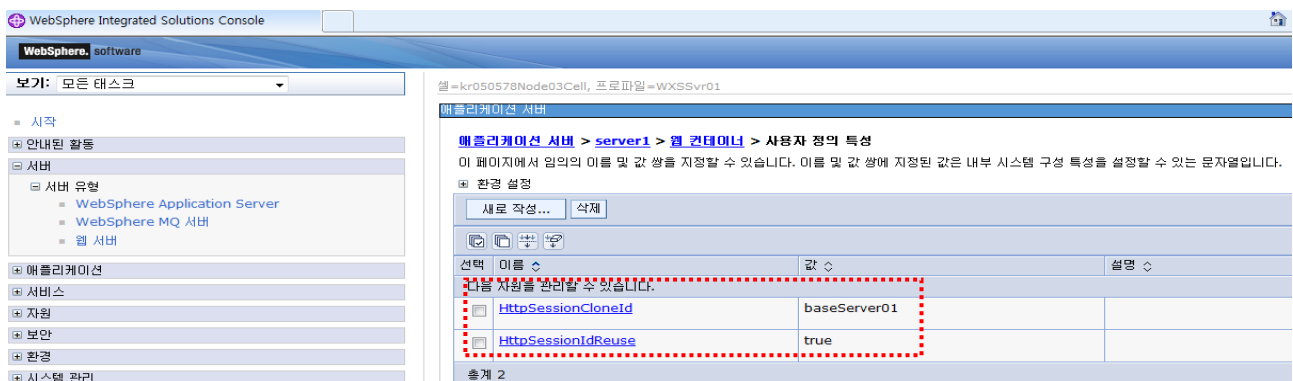 WebSphere Integrated Solutions Console
WebSphere. software
보기: 모든 태스크
시작
안내된 활동
서버
서버 유형
WebSphere Application Server
WebSphere MQ 서버
웹 서버
애플리케이션
서비스
자원
보안
환경
시스템 관리
셀=kr050578Node03Cell, 프로파일=WXSSvr01
애플리케이션 서버
애플리케이션 서버 > server1 > 웹 컨테이너 > 사용자 정의 특성
이 페이지에서 임의의 이름 및 값 쌍을 지정할 수 있습니다. 이름 및 값 쌍에 지정된 값은 내부 시스템 구성 특성을 설정할 수 있는 문자열입니다.
환경 설정
새로 작성... 삭제
선택 이름 값 설명
다음 자원을 관리할 수 있습니다.
HttpSessionCloneId baseServer01
HttpSessionIdReuse true
총계 2